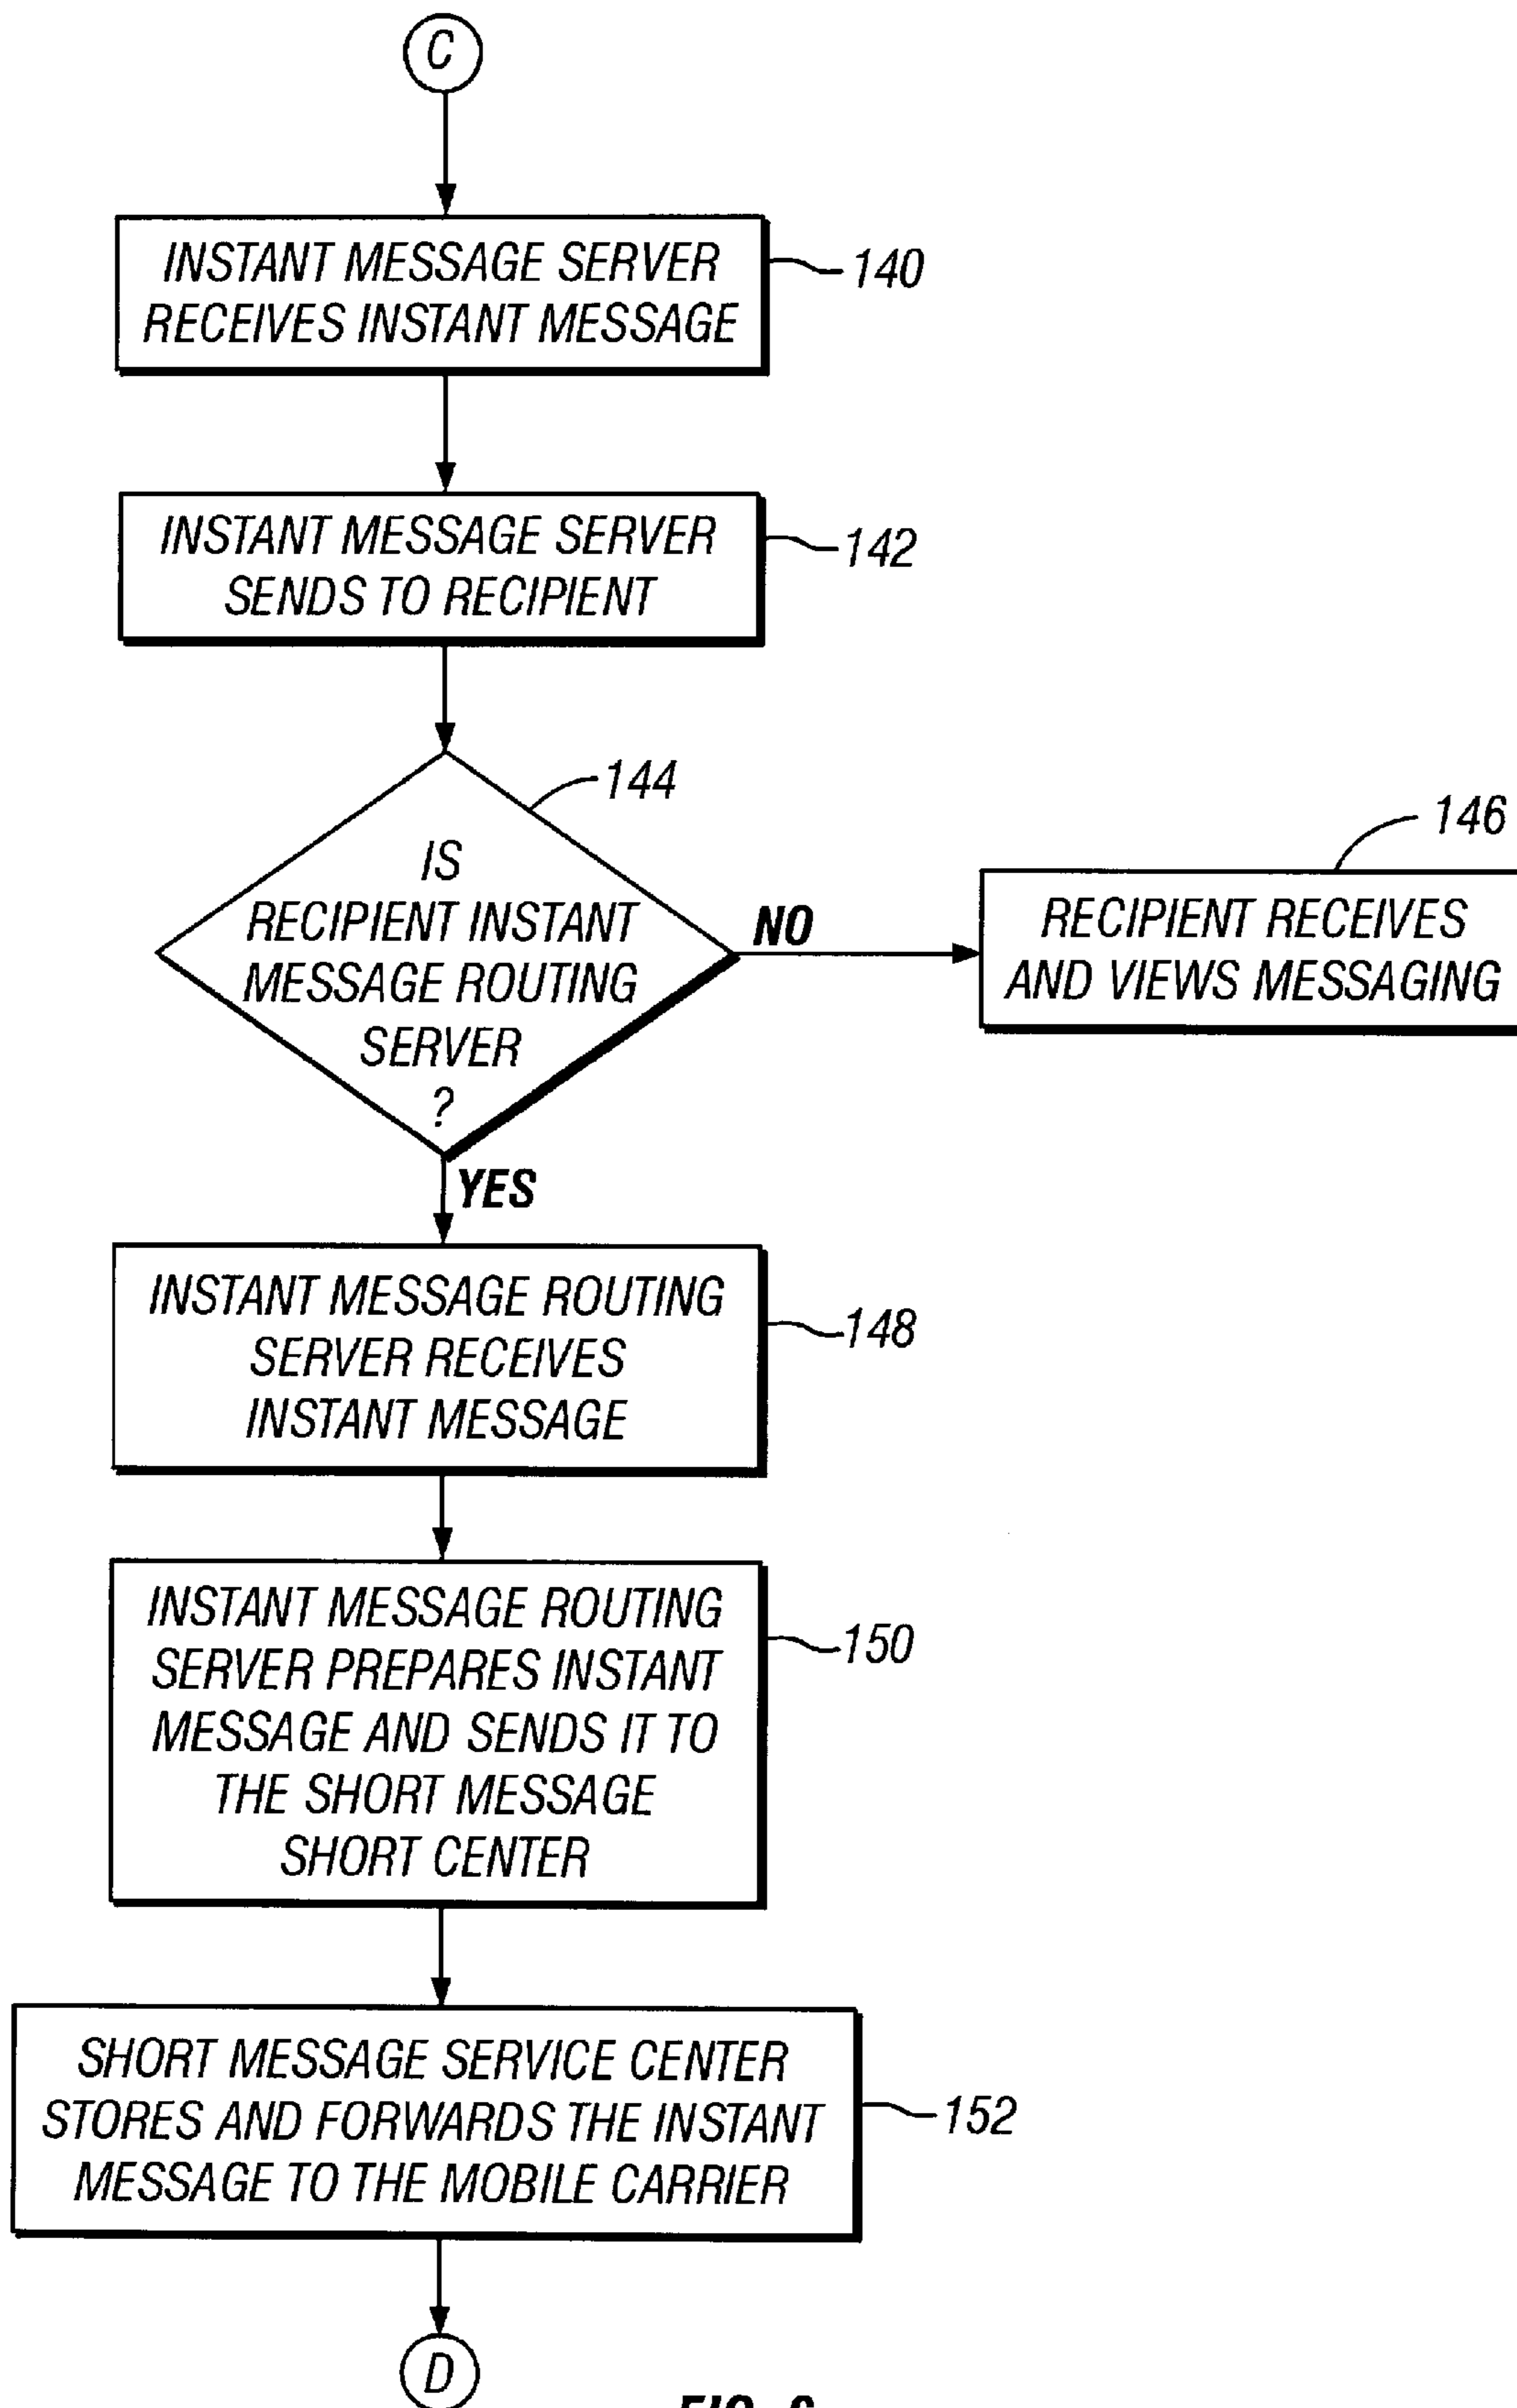 C
INSTANT MESSAGE SERVER
RECEIVES INSTANT MESSAGE
140
INSTANT MESSAGE SERVER
SENDS TO RECIPIENT
142
144
IS
RECIPIENT INSTANT
MESSAGE ROUTING
SERVER
?
NO
146
RECIPIENT RECEIVES
AND VIEWS MESSAGING
YES
INSTANT MESSAGE ROUTING
SERVER RECEIVES
INSTANT MESSAGE
148
INSTANT MESSAGE ROUTING
SERVER PREPARES INSTANT
MESSAGE AND SENDS IT TO
THE SHORT MESSAGE
SHORT CENTER
150
SHORT MESSAGE SERVICE CENTER
STORES AND FORWARDS THE INSTANT
MESSAGE TO THE MOBILE CARRIER
152
D
FIG.